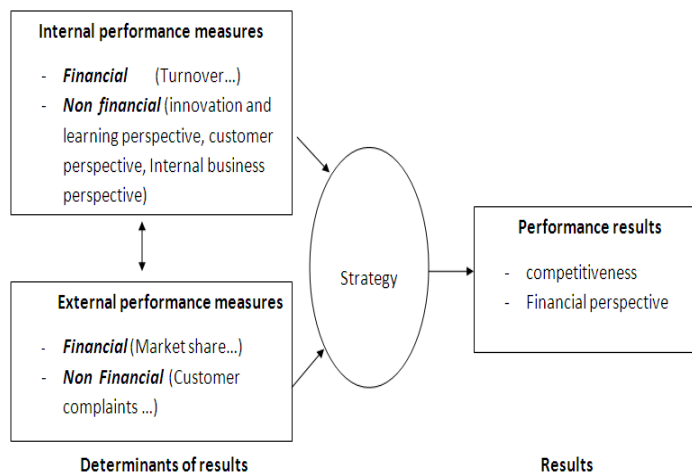 Internal performance measures
- Financial (Turnover...)
- Non financial (innovation and
learning perspective, customer
perspective, Internal business
perspective)
External performance measures
- Financial (Market share...)
- Non Financial (Customer
complaints ...)
Strategy
Performance results
- competitiveness
- Financial perspective
Determinants of results
Results